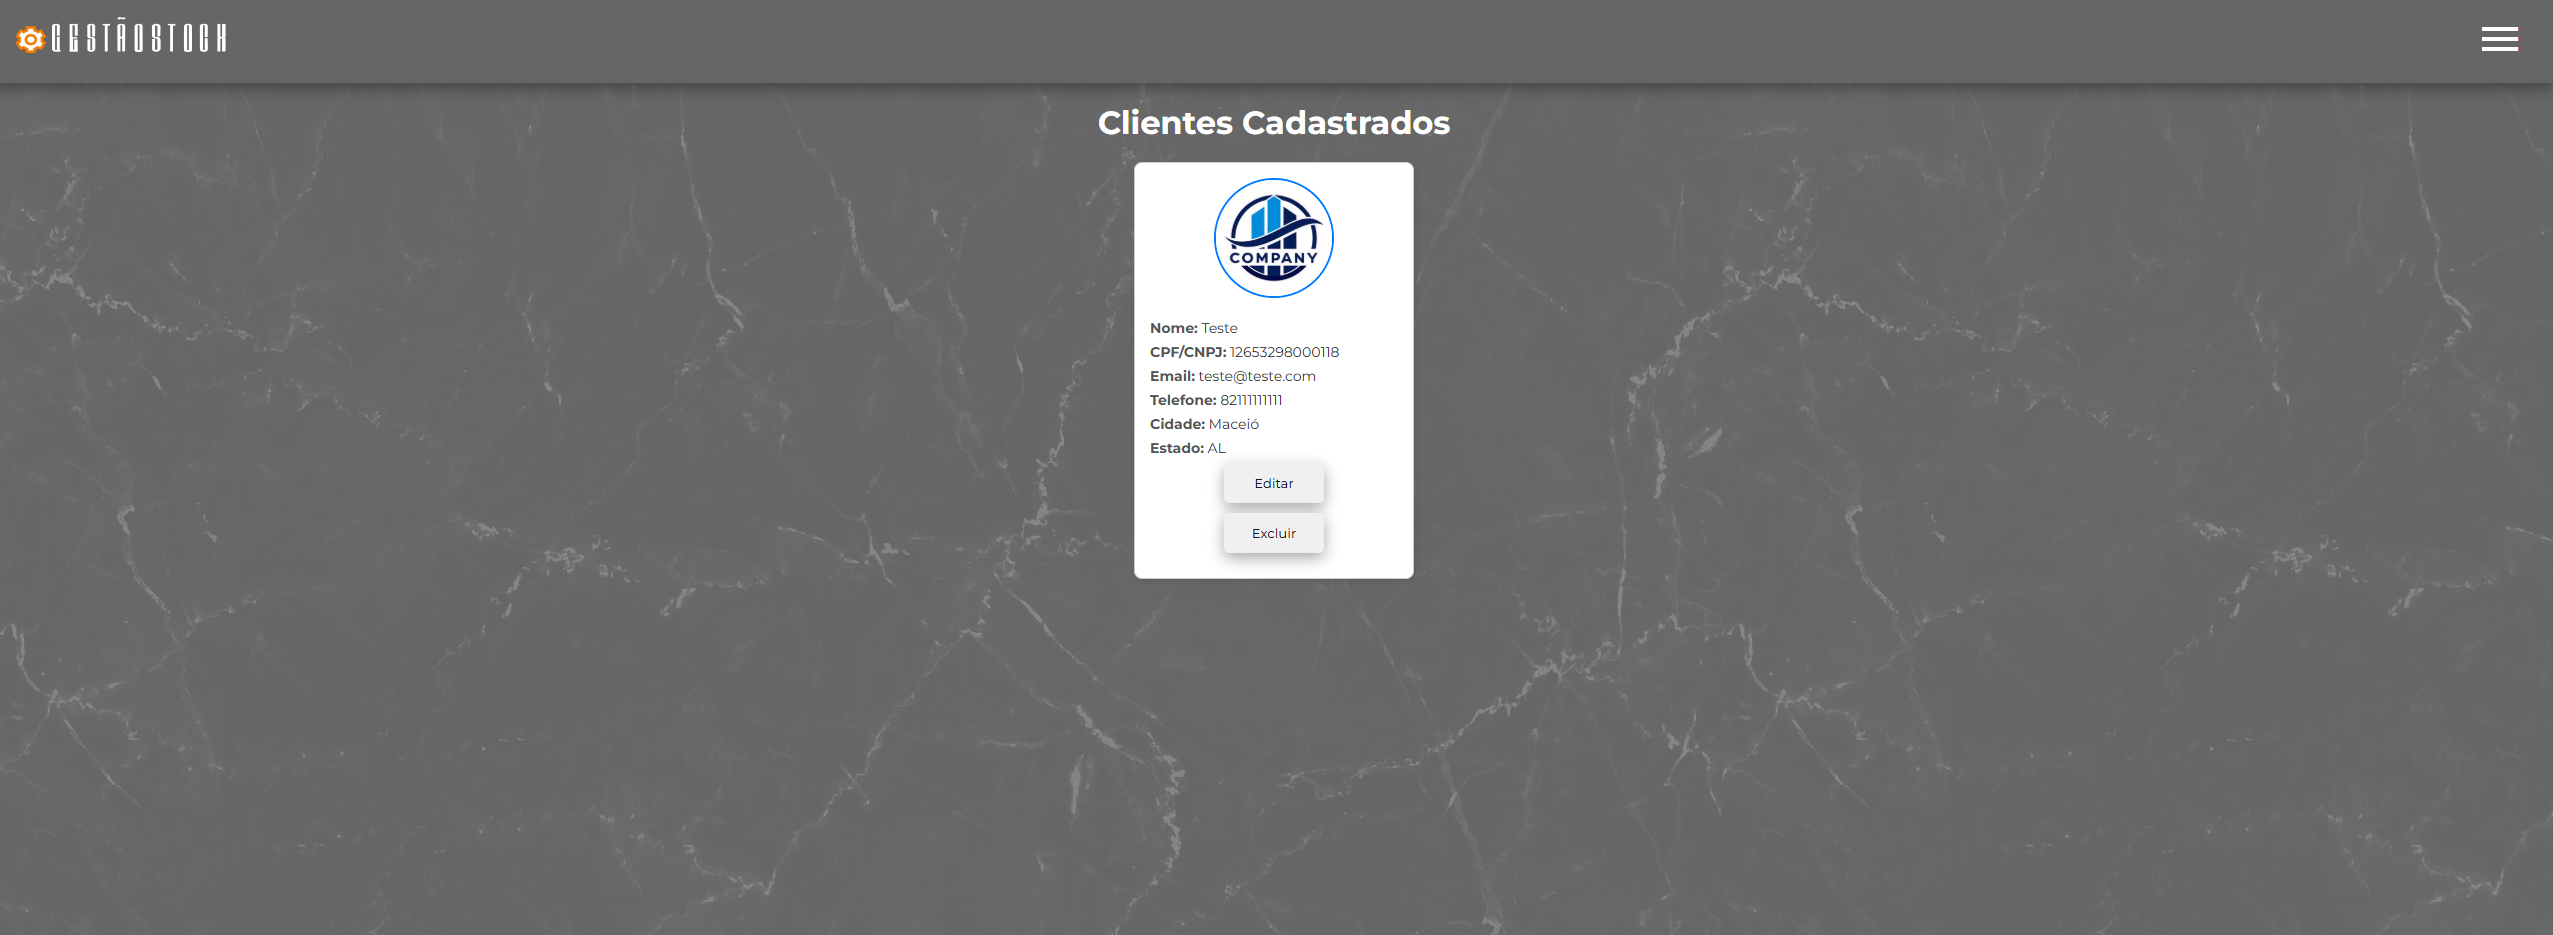 GESTÃOSTOCK
Clientes Cadastrados
COMPANY
Nome: Teste
CPF/CNPJ: 12653298000118
Email: teste@teste.com
Telefone: 82111111111
Cidade: Maceió
Estado: AL
Editar
Excluir